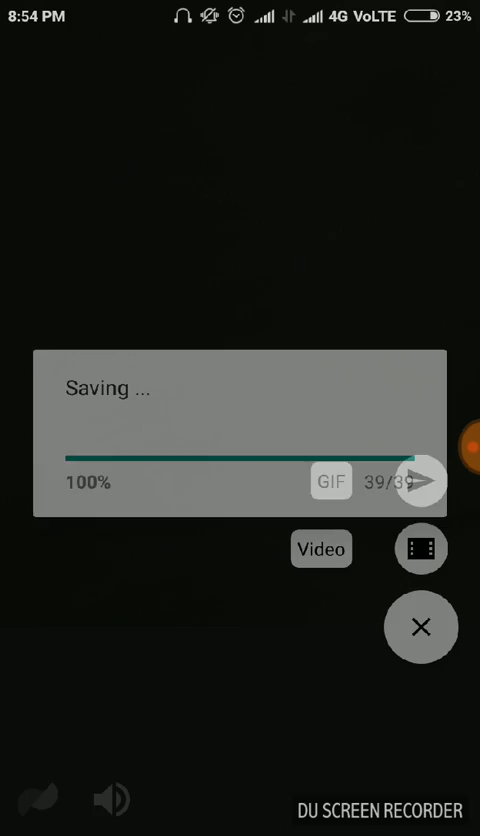 8:54 PM 4G VoLTE 23%
Saving ...
100% GIF 39/39
Video
DU SCREEN RECORDER